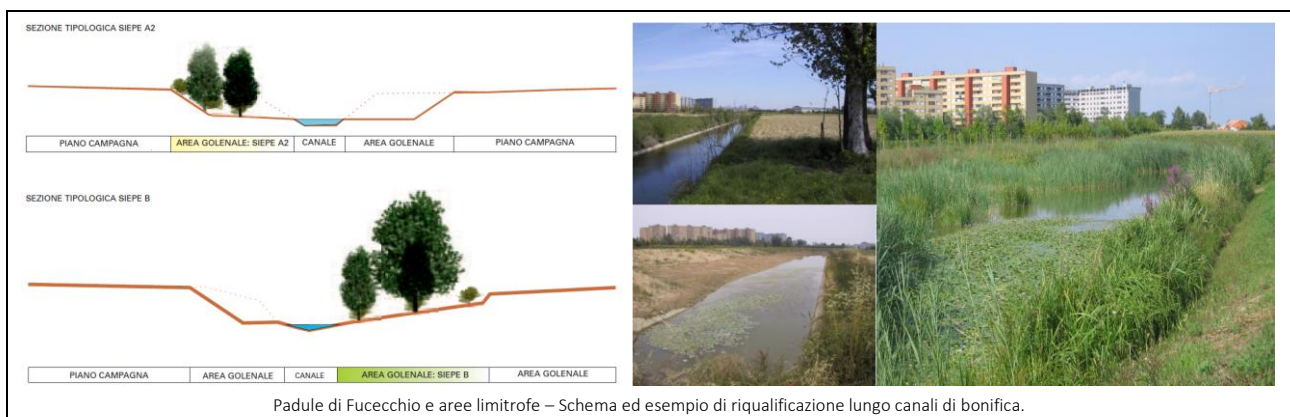 SEZIONE TIPOLOGICA SIEPE A2
PIANO CAMPAGNA AREA GOLENALE: SIEPE A2 CANALE AREA GOLENALE PIANO CAMPAGNA
SEZIONE TIPOLOGICA SIEPE B
PIANO CAMPAGNA AREA GOLENALE CANALE AREA GOLENALE: SIEPE B AREA GOLENALE
Padule di Fucecchio e aree limitrofe – Schema ed esempio di riqualificazione lungo canali di bonifica.